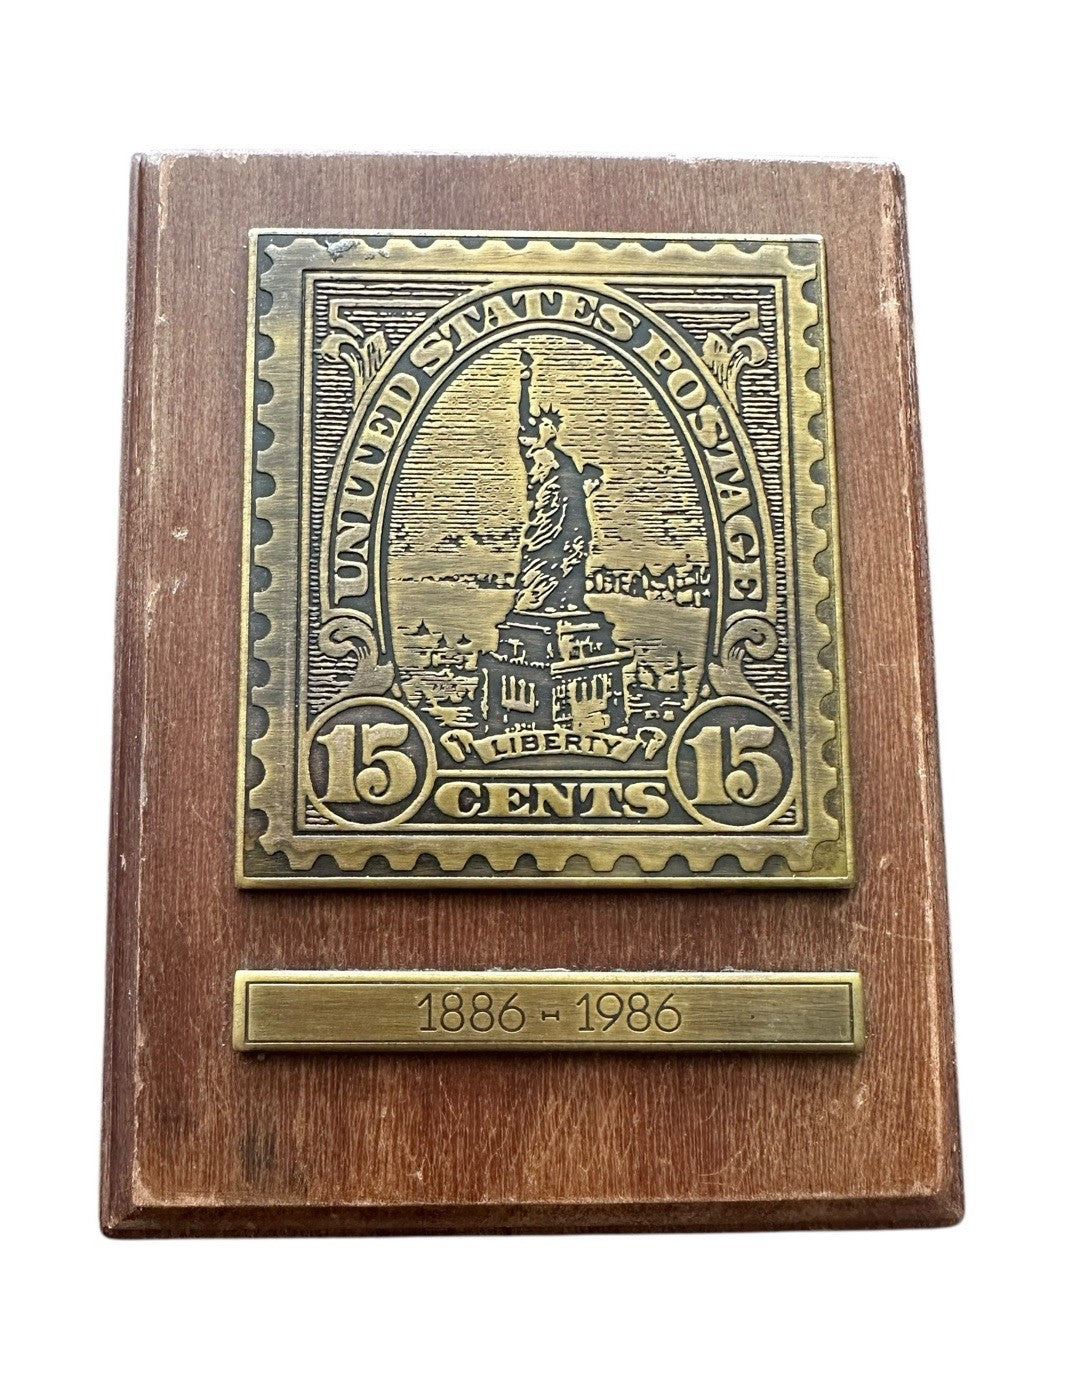 UNITED STATES POSTAGE
LIBERTY
15 CENTS 15
1886 - 1986